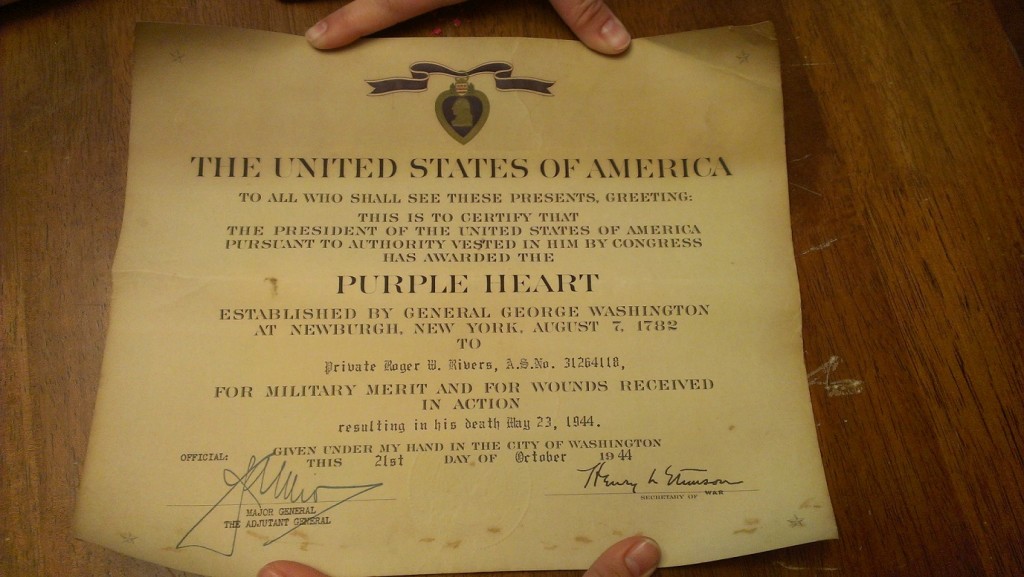 THE UNITED STATES OF AMERICA
TO ALL WHO SHALL SEE THESE PRESENTS, GREETING:
THIS IS TO CERTIFY THAT
THE PRESIDENT OF THE UNITED STATES OF AMERICA
PURSUANT TO AUTHORITY VESTED IN HIM BY CONGRESS
HAS AWARDED THE
PURPLE HEART
ESTABLISHED BY GENERAL GEORGE WASHINGTON
AT NEWBURGH, NEW YORK, AUGUST 7, 1782
TO
Private Roger W. Rivers, A.S.No. 31264118,
FOR MILITARY MERIT AND FOR WOUNDS RECEIVED
IN ACTION
resulting in his death May 23, 1944.
GIVEN UNDER MY HAND IN THE CITY OF WASHINGTON
OFFICIAL: THIS 21st DAY OF October 1944
Henry L Stimson
SECRETARY OF WAR
MAJOR GENERAL
THE ADJUTANT GENERAL